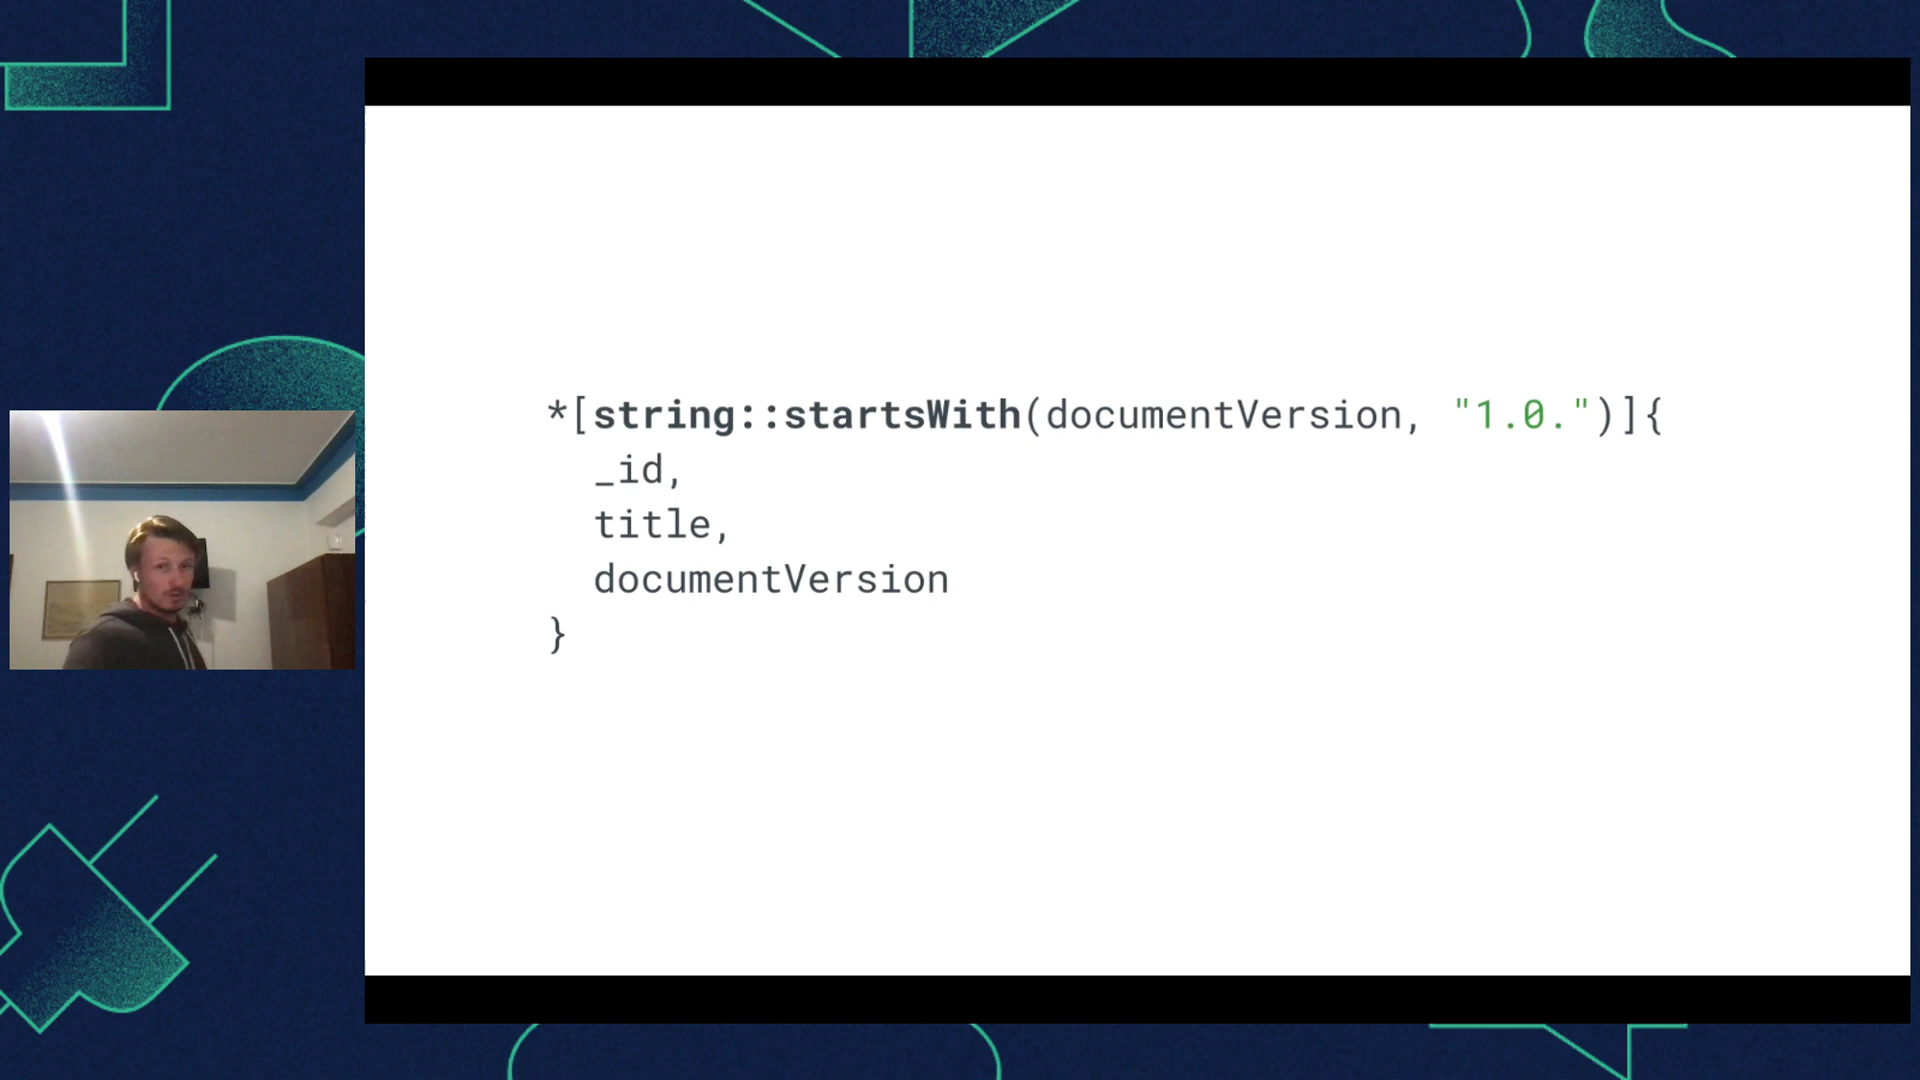 *[string::startsWith(documentVersion, "1.0.")]{
_id,
title,
documentVersion
}